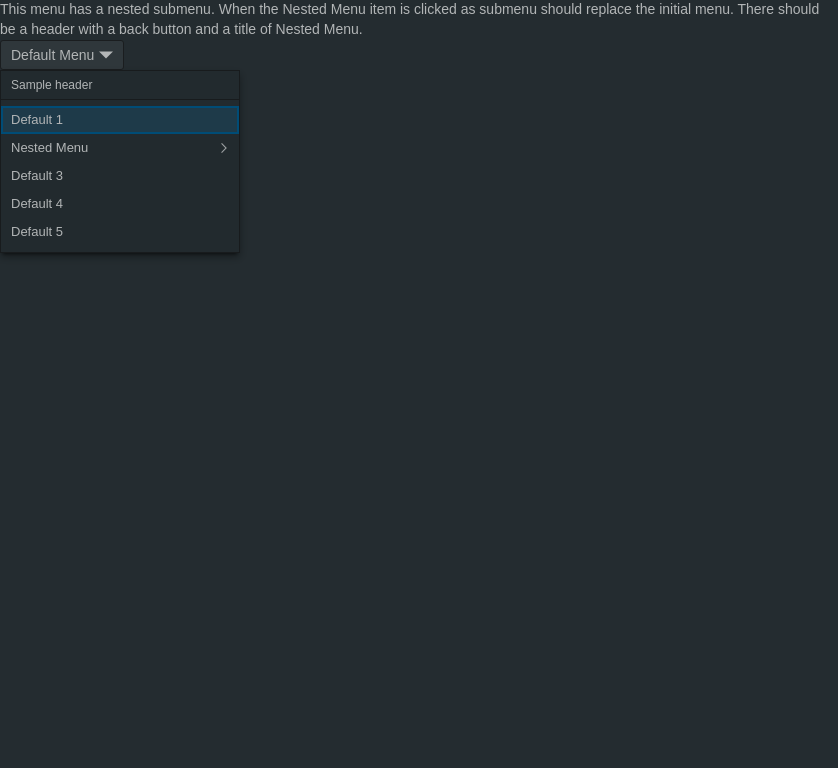 This menu has a nested submenu. When the Nested Menu item is clicked as submenu should replace the initial menu. There should
be a header with a back button and a title of Nested Menu.
Default Menu
Sample header
Default 1
Nested Menu
Default 3
Default 4
Default 5